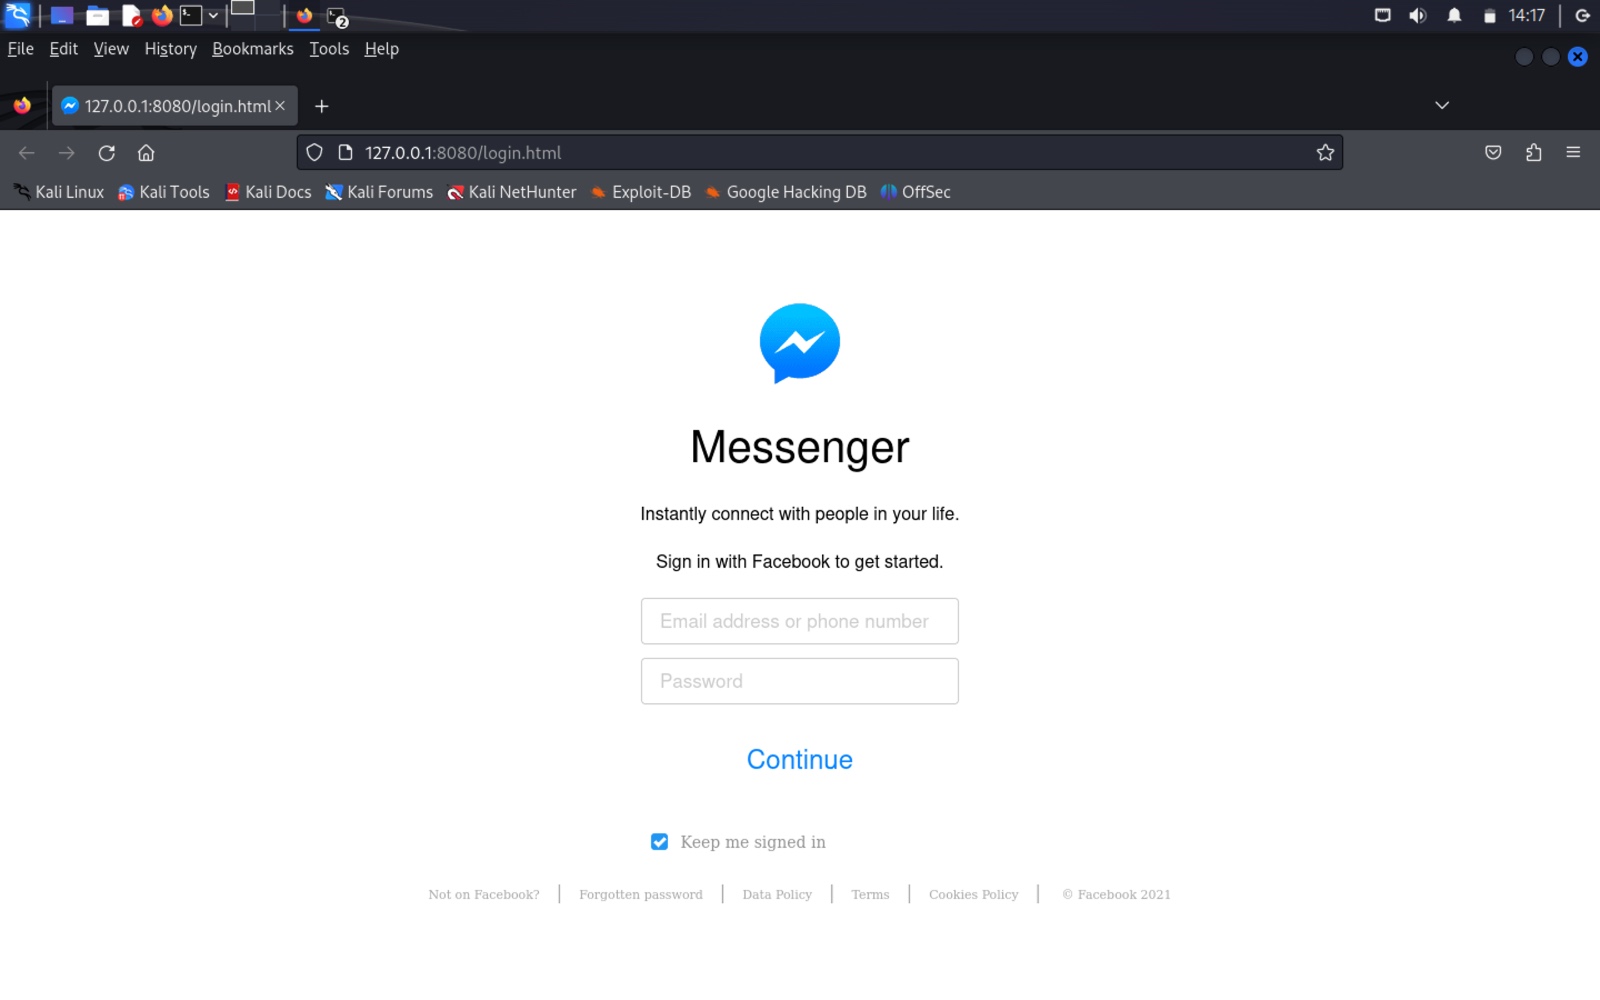 2 14:17
File Edit View History Bookmarks Tools Help
127.0.0.1:8080/login.html
127.0.0.1:8080/login.html
Kali Linux Kali Tools Kali Docs Kali Forums Kali NetHunter Exploit-DB Google Hacking DB OffSec
Messenger
Instantly connect with people in your life.
Sign in with Facebook to get started.
Email address or phone number
Password
Continue
Keep me signed in
Not on Facebook? | Forgotten password | Data Policy | Terms | Cookies Policy | © Facebook 2021